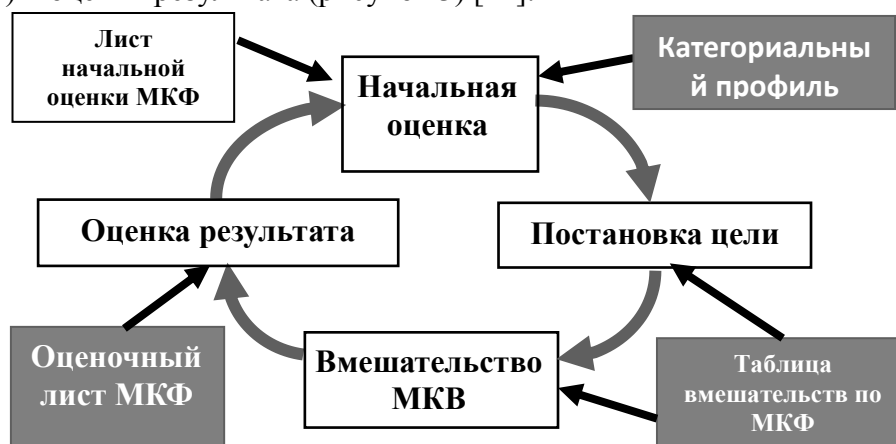 Лист
начальной
оценки МКФ
Начальная
оценка
Категориальны
й профиль
Оценка результата
Постановка цели
Оценочный
лист МКФ
Вмешательство
МКВ
Таблица
вмешательств по
МКФ